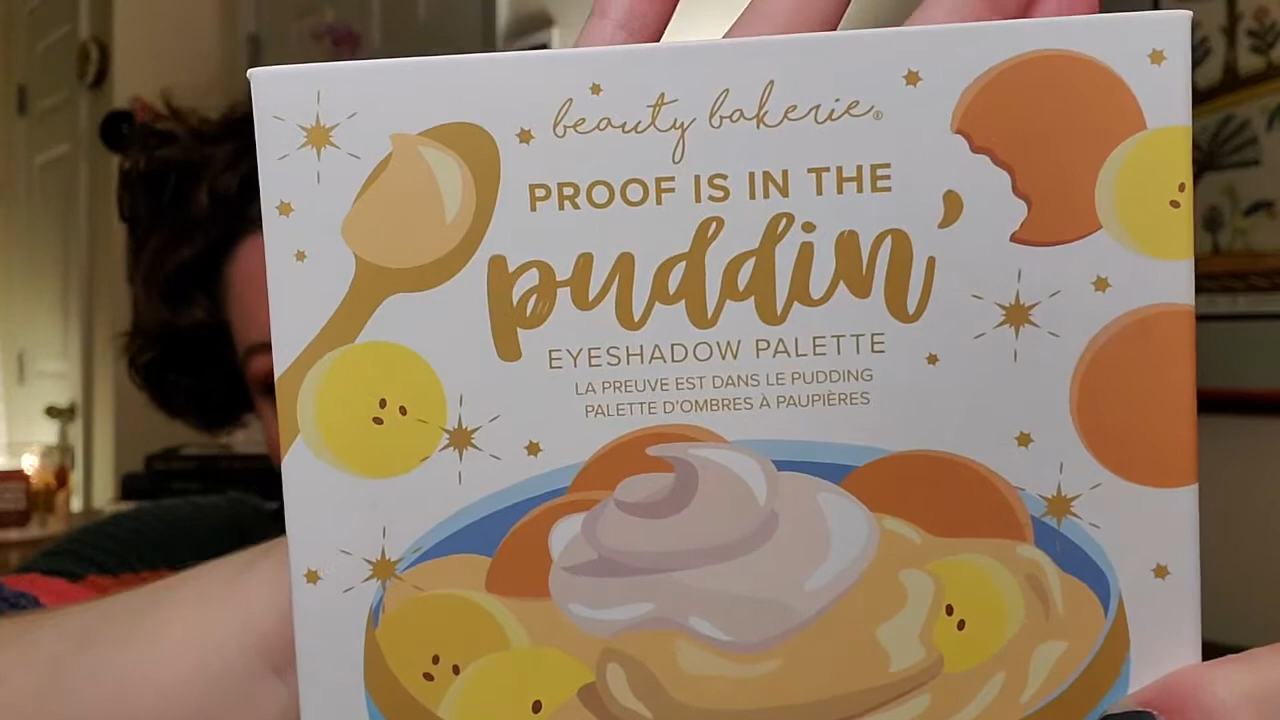 beauty bakerie®
PROOF IS IN THE
puddin'
EYESHADOW PALETTE
LA PREUVE EST DANS LE PUDDING
PALETTE D'OMBRES À PAUPIÈRES